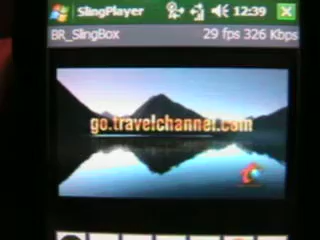 SlingPlayer 12:39
BR_SlingBox 29 fps 326 Kbps
go.travelchannel.com